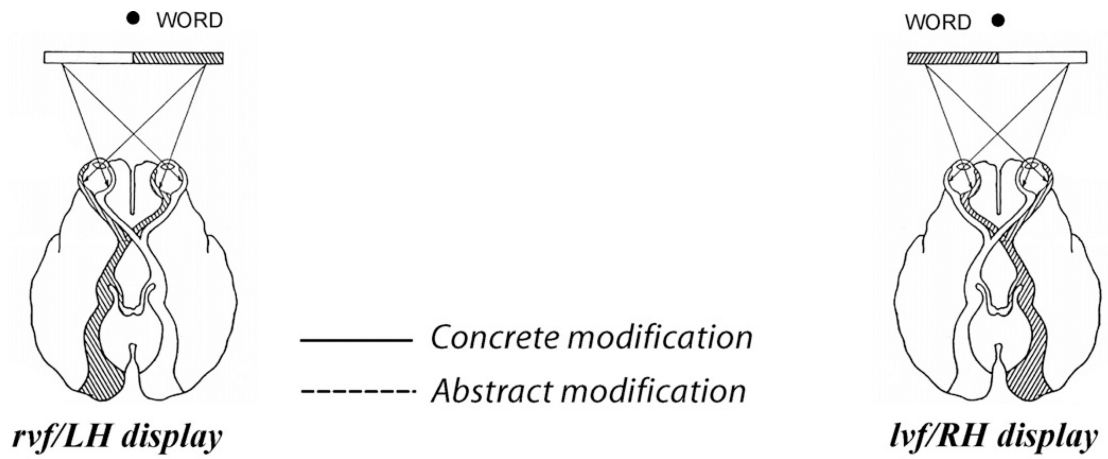 ● WORD
WORD ●
Concrete modification
Abstract modification
rvf/LH display
lvf/RH display